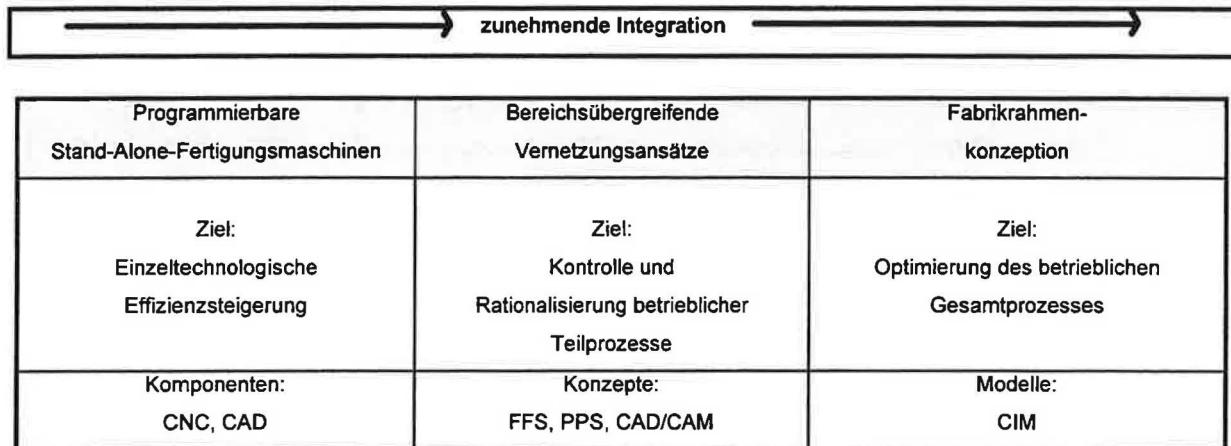 zunehmende Integration
Programmierbare
Stand-Alone-Fertigungsmaschinen
Bereichsübergreifende
Vernetzungsansätze
Fabrikrahmen-
konzeption
Ziel:
Einzeltechnologische
Effizienzsteigerung
Ziel:
Kontrolle und
Rationalisierung betrieblicher
Teilprozesse
Ziel:
Optimierung des betrieblichen
Gesamtprozesses
Komponenten:
CNC, CAD
Konzepte:
FFS, PPS, CAD/CAM
Modelle:
CIM